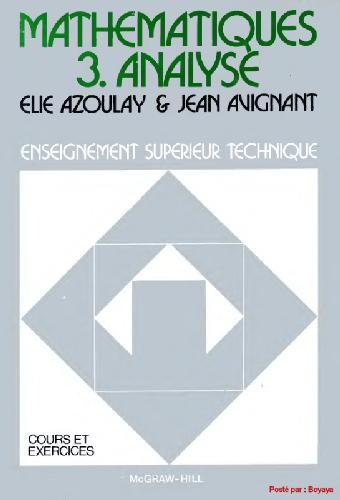 MATHEMATIQUES
3. ANALYSE
ELIE AZOULAY & JEAN AVIGNANT
ENSEIGNEMENT SUPERIEUR TECHNIQUE
COURS ET
EXERCICES
McGRAW-HILL
Posté par : Boyaya